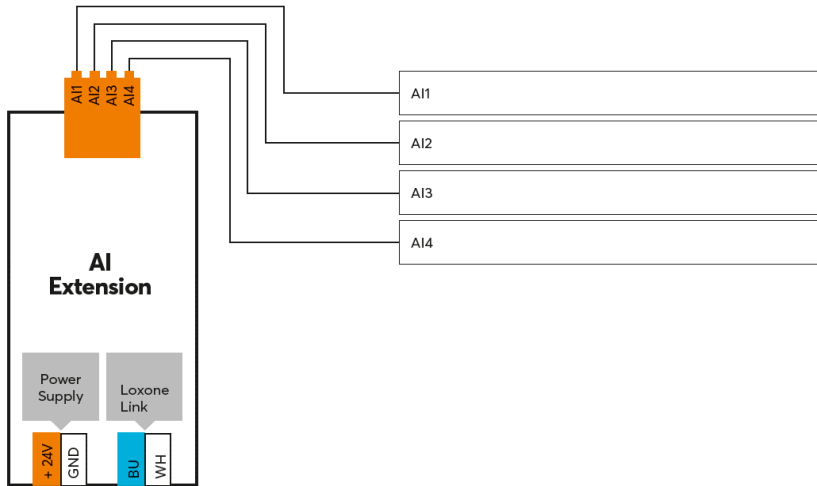 AI1
AI2
AI3
AI4
AI1
AI2
AI3
AI4
AI
Extension
Power
Supply
Loxone
Link
+ 24V
GND
BU
WH